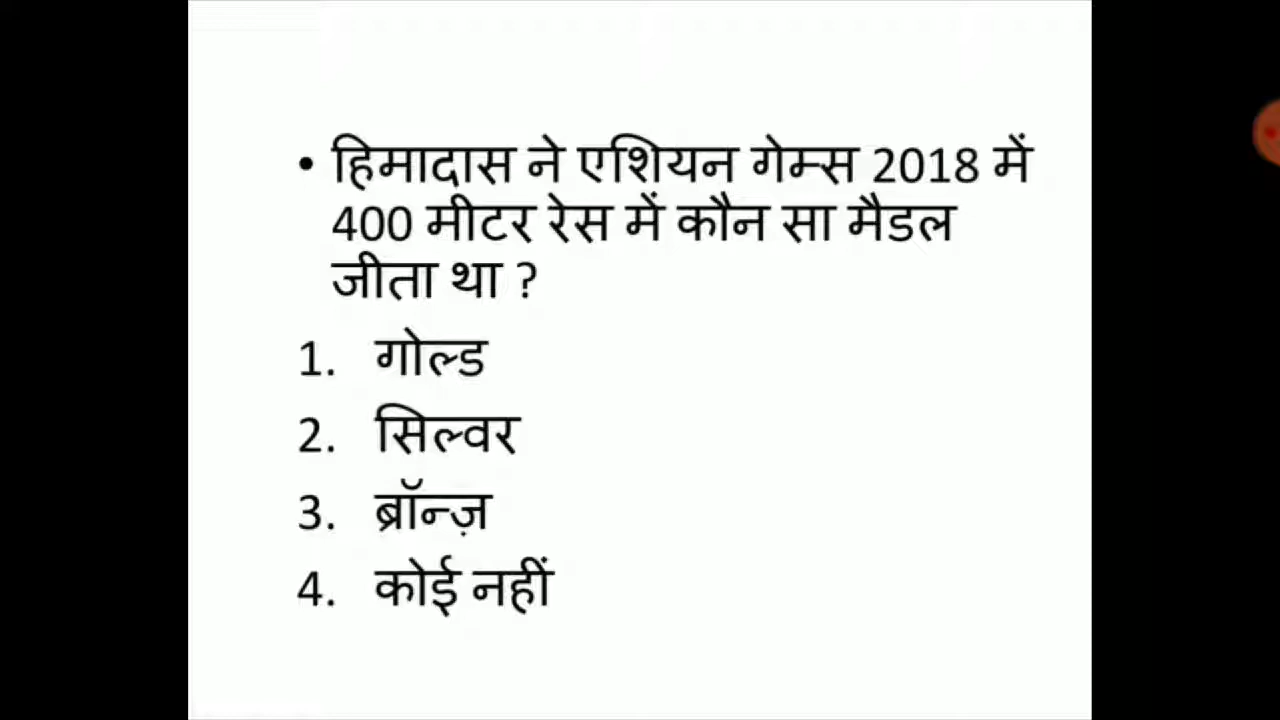 • हिमादास ने एशियन गेम्स 2018 में
400 मीटर रेस में कौन सा मैडल
जीता था ?
1. गोल्ड
2. सिल्वर
3. ब्रॉन्ज़
4. कोई नहीं